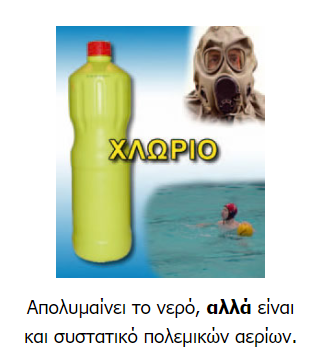 ΧΛΩΡΙΟ
Απολυμαίνει το νερό, αλλά είναι
και συστατικό πολεμικών αερίων.